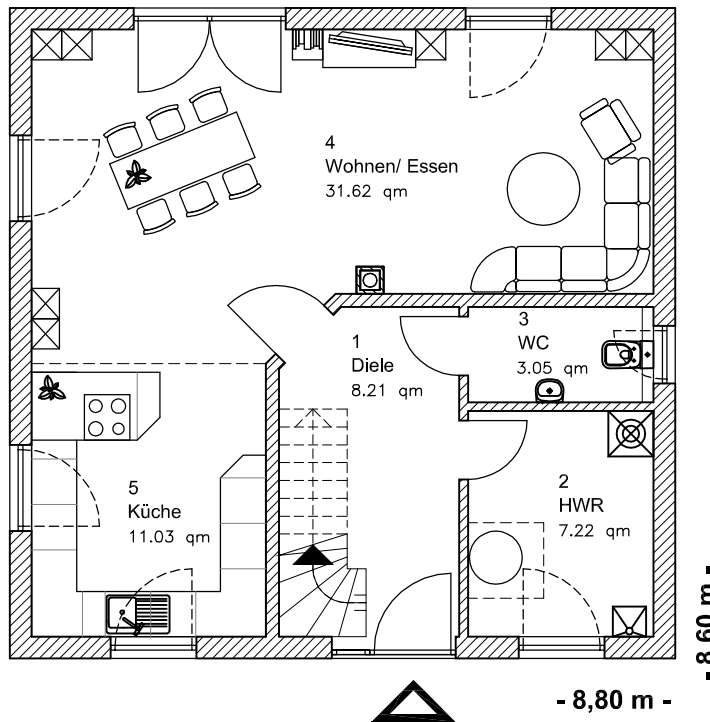 4
Wohnen/ Essen
31.62 qm
3
WC
3.05 qm
1
Diele
8.21 qm
5
Küche
11.03 qm
2
HWR
7.22 qm
- 8,60 m -
- 8,80 m -